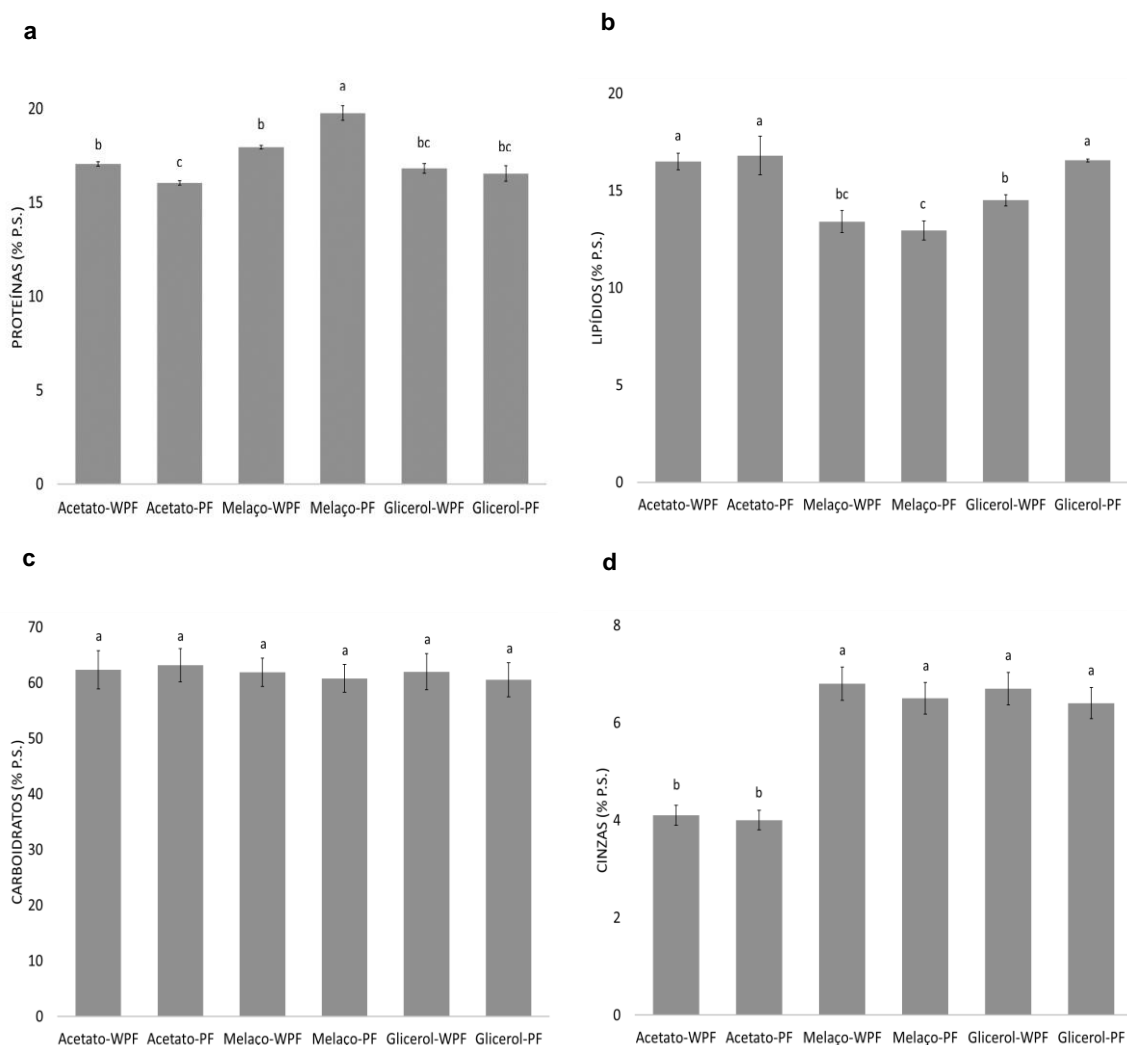 a
PROTEÍNAS (% P.S.)
20
15
10
5
0
b
c
b
a
bc
bc
Acetato-WPF Acetato-PF Melaço-WPF Melaço-PF Glicerol-WPF Glicerol-PF
b
LIPÍDIOS (% P.S.)
20
15
10
5
0
a
a
bc
c
b
a
Acetato-WPF Acetato-PF Melaço-WPF Melaço-PF Glicerol-WPF Glicerol-PF
c
CARBOIDRATOS (% P.S.)
70
60
50
40
30
20
10
0
a
a
a
a
a
a
Acetato-WPF Acetato-PF Melaço-WPF Melaço-PF Glicerol-WPF Glicerol-PF
d
CINZAS (% P.S.)
8
6
4
2
0
b
b
a
a
a
a
Acetato-WPF Acetato-PF Melaço-WPF Melaço-PF Glicerol-WPF Glicerol-PF